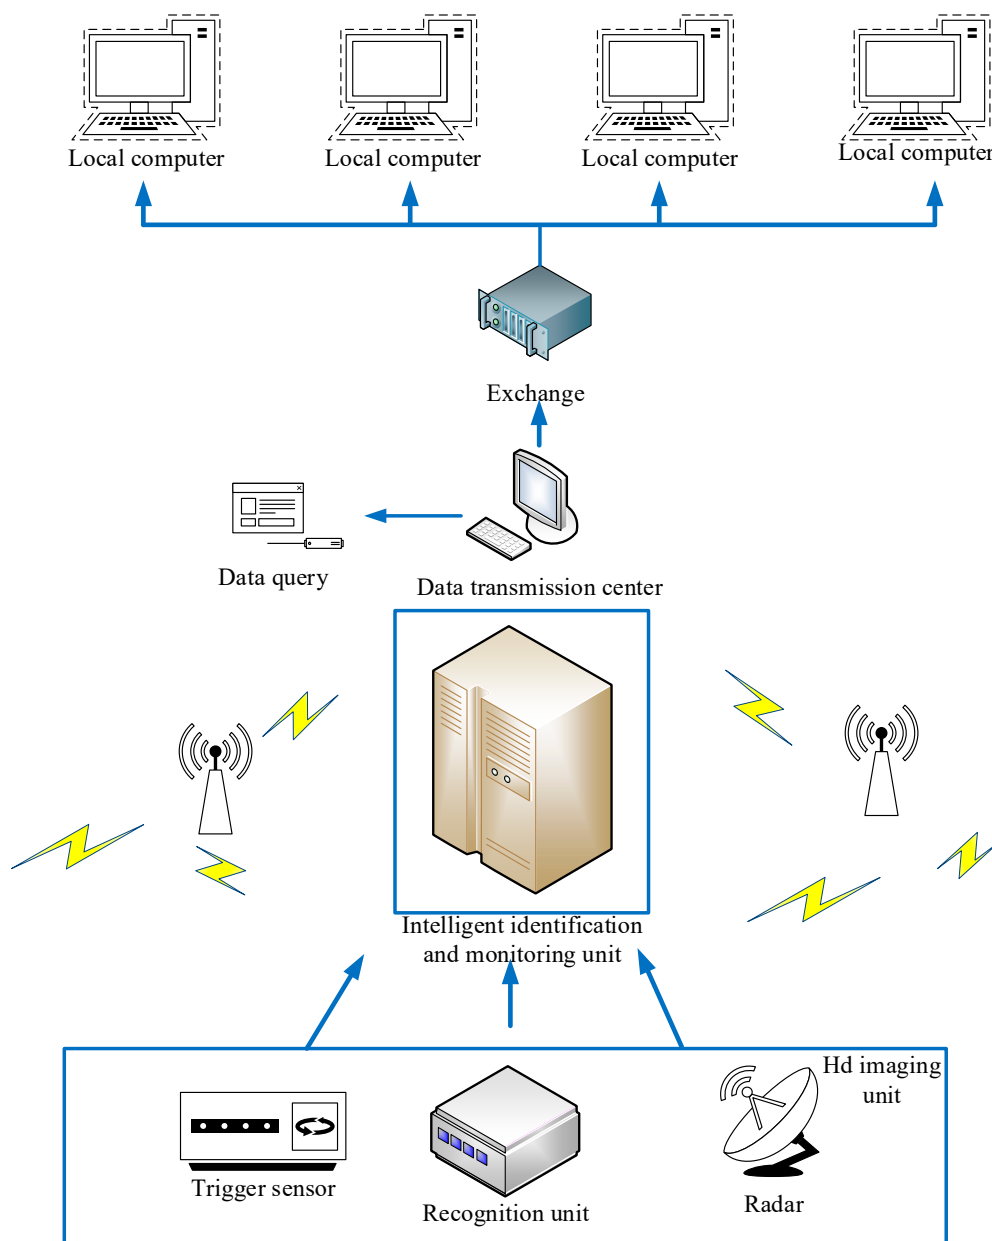 Local computer
Local computer
Local computer
Local computer
Exchange
Data query
Data transmission center
Intelligent identification
and monitoring unit
Hd imaging
unit
Trigger sensor
Recognition unit
Radar